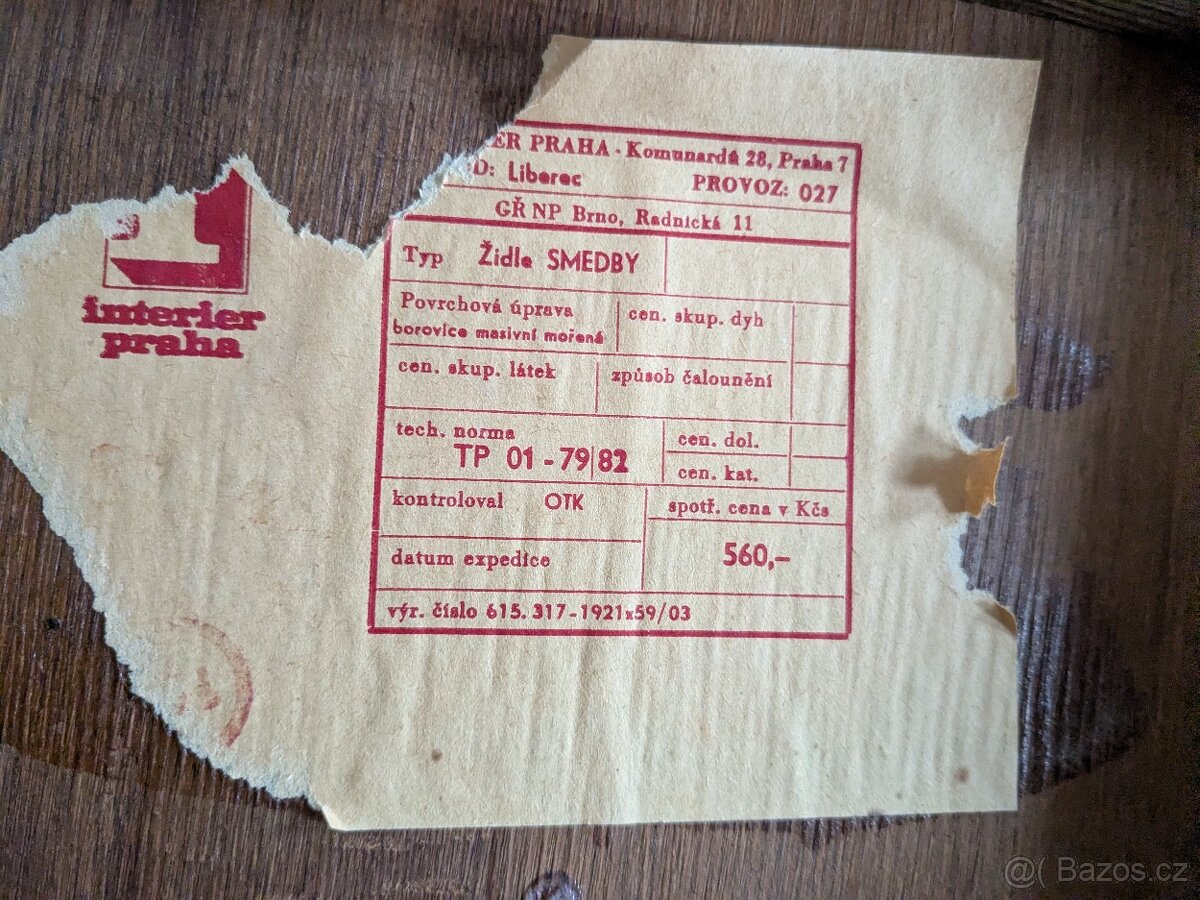 interier
praha
ER PRAHA - Komunardů 28, Praha 7
D: Liberec PROVOZ: 027
GŘ NP Brno, Radnická 11
Typ Židle SMEDBY
Povrchová úprava
borovice masivní mořená
cen. skup. dyh
cen. skup. látek
způsob čalounění
tech. norma
TP 01-79/82
cen. dol.
cen. kat.
kontroloval OTK
spotř. cena v Kčs
560,-
datum expedice
výr. číslo 615.317-1921x59/03
@( Bazos.cz